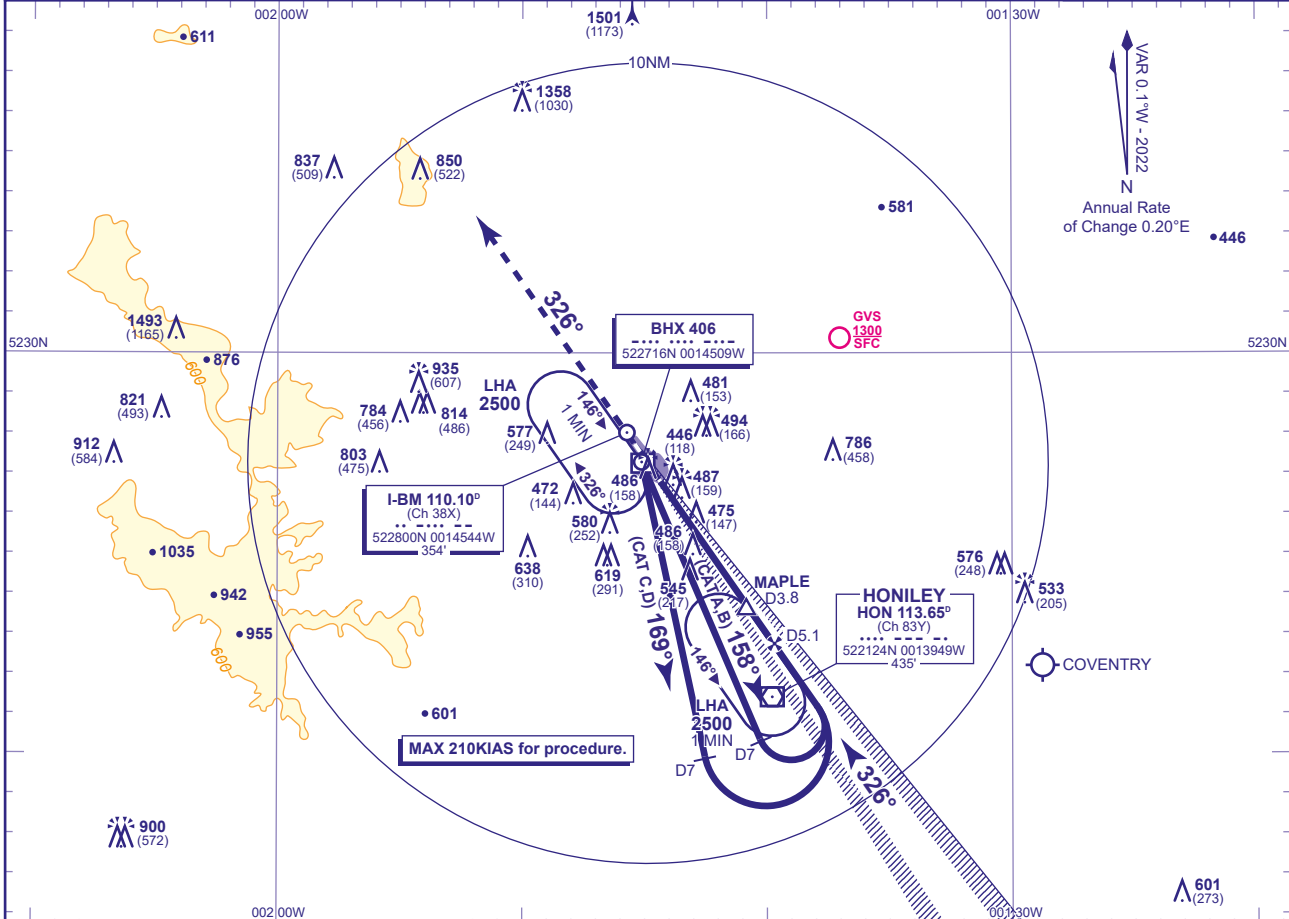 002 00W
001 30W
1501
(1173)
611
10NM
VAR 0.1°W - 2022
N
Annual Rate
of Change 0.20°E
1358
(1030)
837
(509)
850
(522)
581
446
326°
GVS
1300
SFC
BHX 406
-···· ···· -··-
522716N 0014509W
1493
(1165)
5230N
5230N
876
600
935
(607)
LHA
2500
146°
1 MIN
481
(153)
821
(493)
784
(456)
814
(486)
494
(166)
577
(249)
446
(118)
912
(584)
803
(475)
786
(458)
I-BM 110.10ᴰ
(Ch 38X)
·· -··· --
522800N 0014544W
354'
472
(144)
326°
486
(158)
487
(159)
580
(252)
475
(147)
1035
638
(310)
619
(291)
486
(158)
576
(248)
545
(217)
(CAT C,D) 169°
(CAT A,B) 158°
MAPLE
D3.8
533
(205)
942
HONILEY
HON 113.65ᴰ
(Ch 83Y)
···· --- -·
522124N 0013949W
435'
955
600
D5.1
146°
COVENTRY
601
LHA
2500
1 MIN
MAX 210KIAS for procedure.
D7
D7
326°
900
(572)
601
(273)
002 00W
001 30W